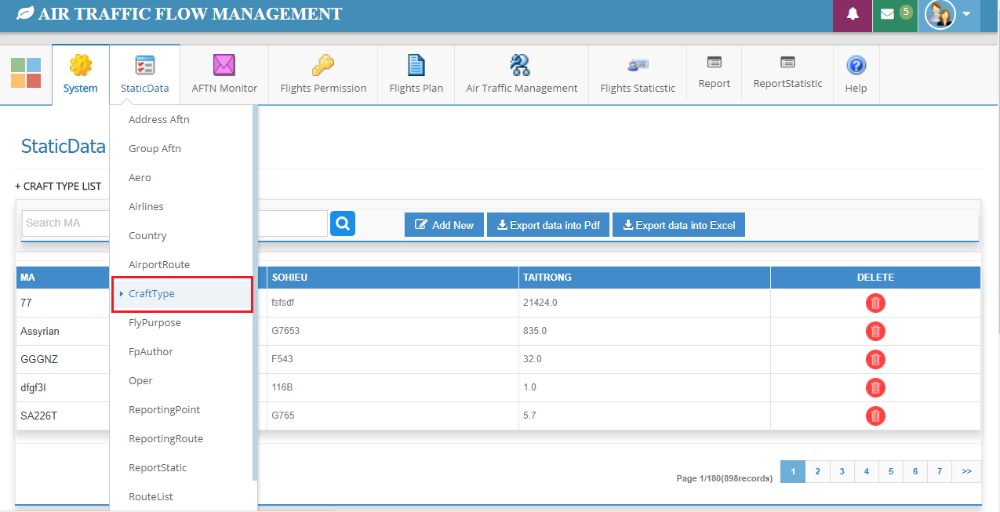 AIR TRAFFIC FLOW MANAGEMENT
5
System
StaticData
AFTN Monitor
Flights Permission
Flights Plan
Air Traffic Management
Flights Staticstic
Report
ReportStatistic
Help
Address Aftn
Group Aftn
Aero
Airlines
Country
AirportRoute
CraftType
FlyPurpose
FpAuthor
Oper
ReportingPoint
ReportingRoute
ReportStatic
RouteList
StaticData
+ CRAFT TYPE LIST
Search MA
Add New
Export data into Pdf
Export data into Excel
MA SOHIEU TAITRONG DELETE
77 fsfsdf 21424.0
Assyrian G7653 835.0
GGGNZ F543 32.0
dfgf3l 116B 1.0
SA226T G765 5.7
Page 1/180(898records) 1 2 3 4 5 6 7 >>